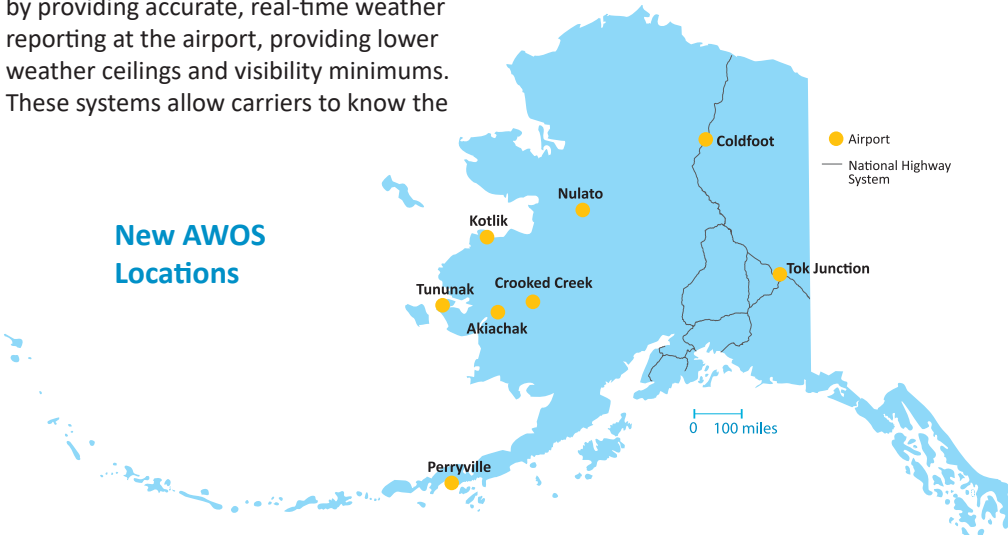 by providing accurate, real-time weather
reporting at the airport, providing lower
weather ceilings and visibility minimums.
These systems allow carriers to know the
New AWOS
Locations
Coldfoot
Airport
National Highway
System
Nulato
Kotlik
Tok Junction
Tununak
Crooked Creek
Akiachak
0 100 miles
Perryville